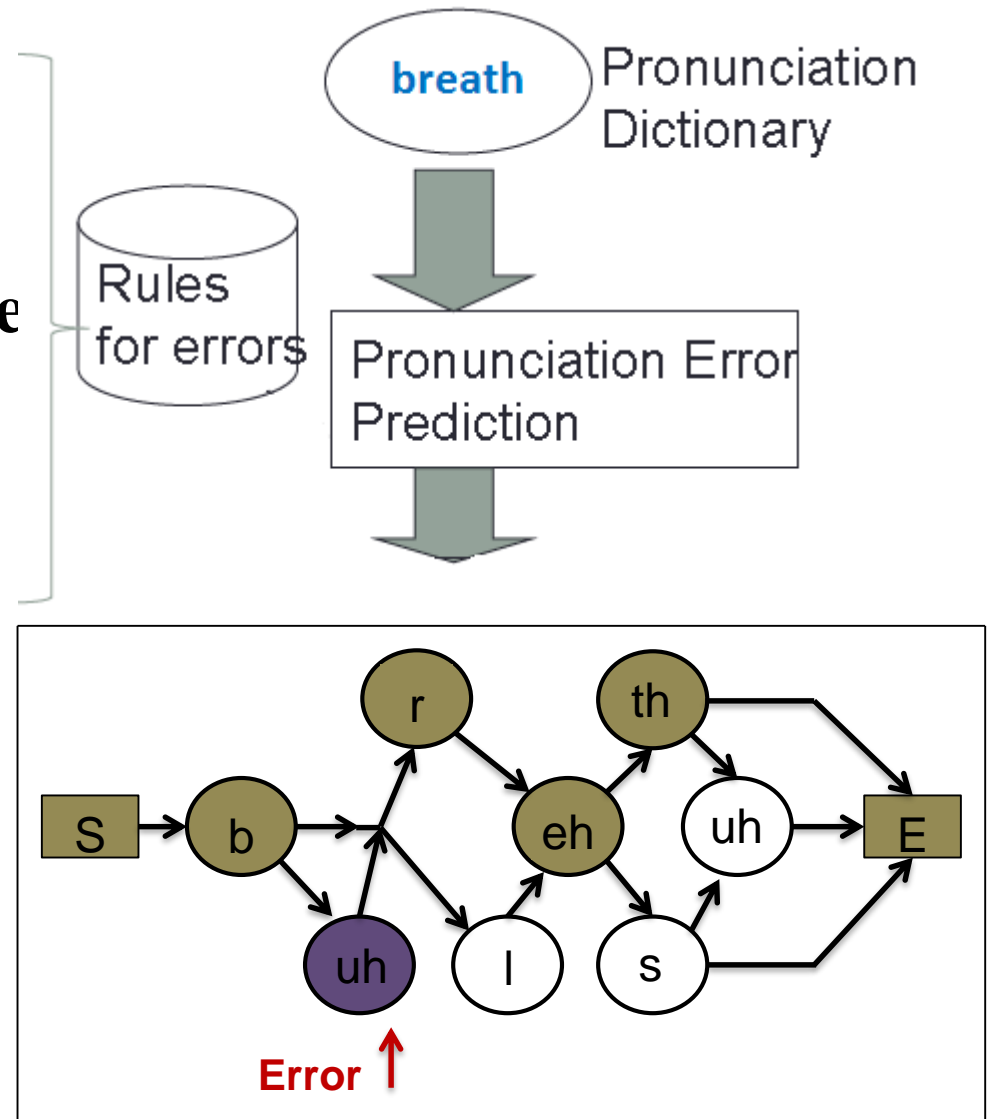 breath
Pronunciation
Dictionary
Rules
for errors
e
Pronunciation Error
Prediction
r
th
S
b
eh
uh
E
uh
l
s
Error